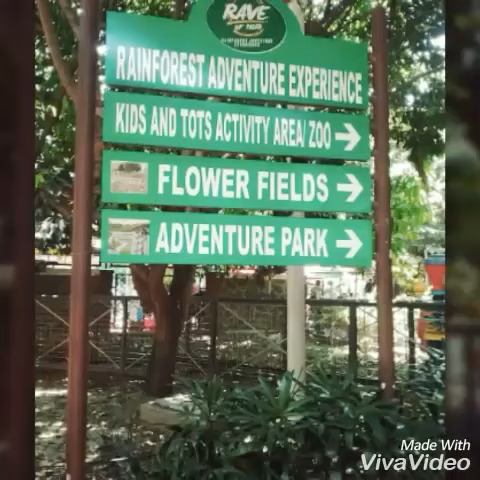 RAVE
RAINFOREST ADVENTURE EXPERIENCE
KIDS AND TOTS ACTIVITY AREA/ ZOO →
FLOWER FIELDS →
ADVENTURE PARK →
Made With
VivaVideo